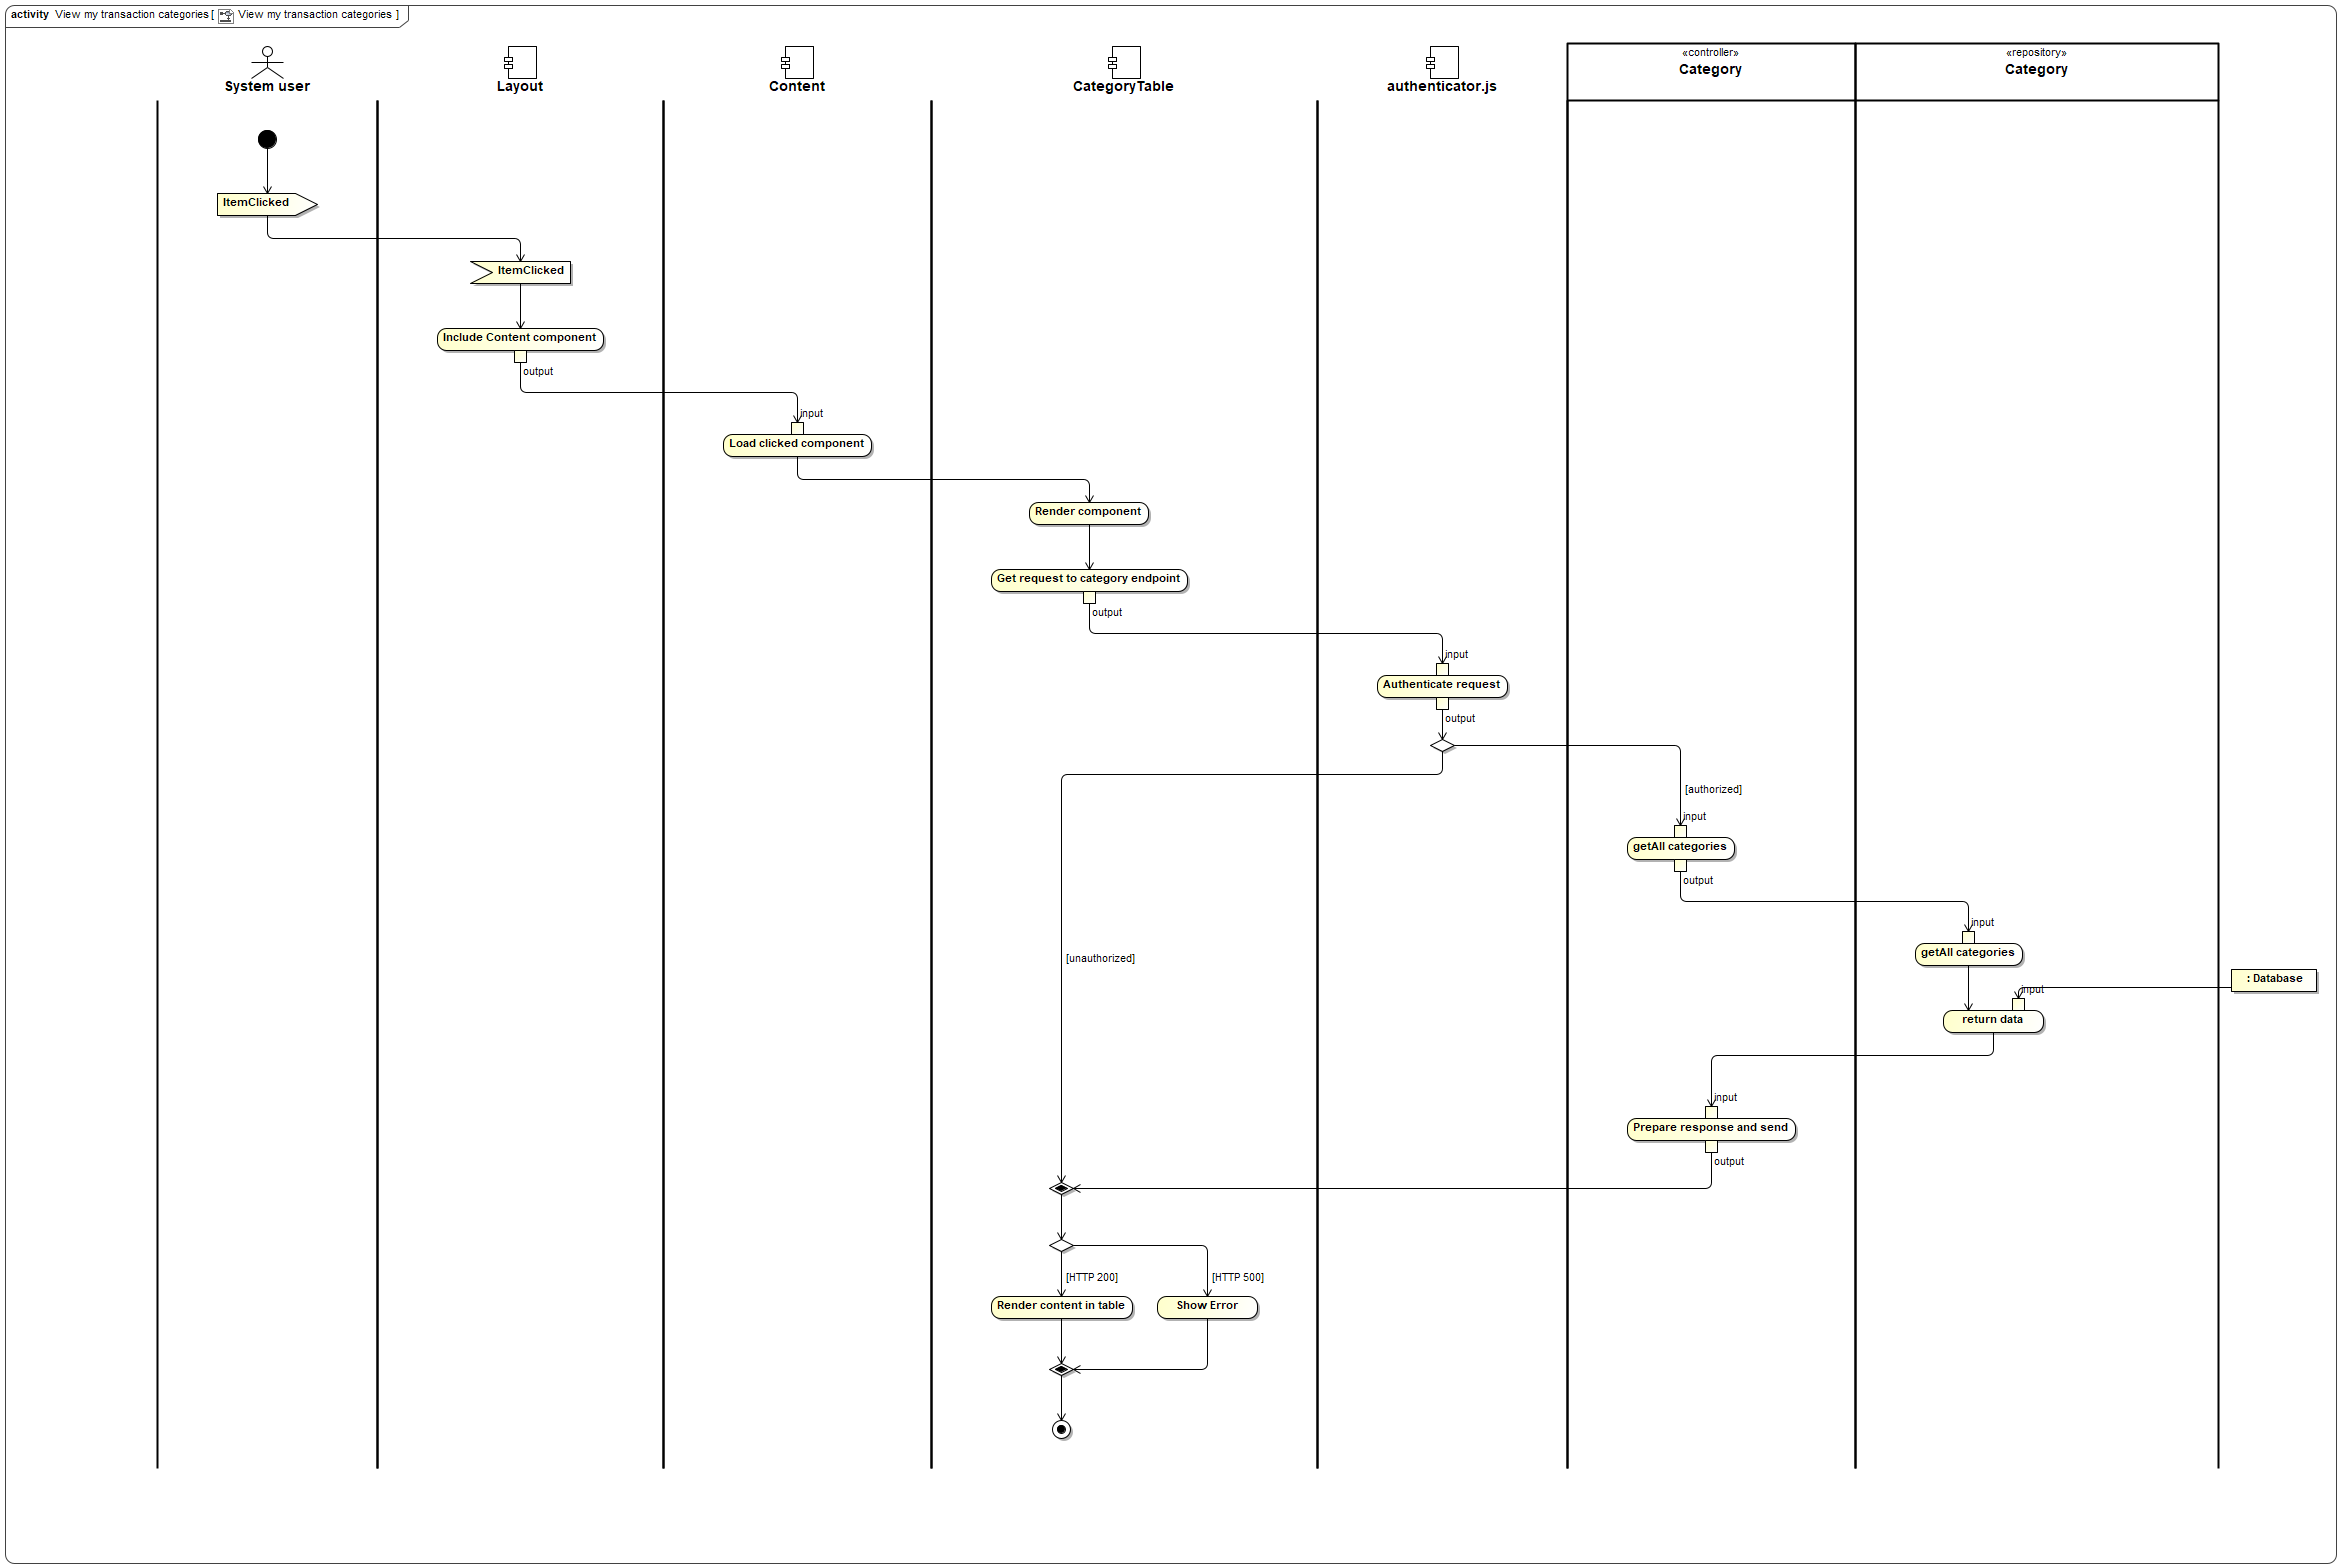 activity View my transaction categories [ View my transaction categories ]
System user
Layout
Content
CategoryTable
authenticator.js
«controller»
Category
«repository»
Category
ItemClicked
ItemClicked
Include Content component
output
input
Load clicked component
Render component
Get request to category endpoint
output
input
Authenticate request
output
[authorized]
input
getAll categories
output
input
getAll categories
[unauthorized]
: Database
input
return data
input
Prepare response and send
output
[HTTP 200]
[HTTP 500]
Render content in table
Show Error